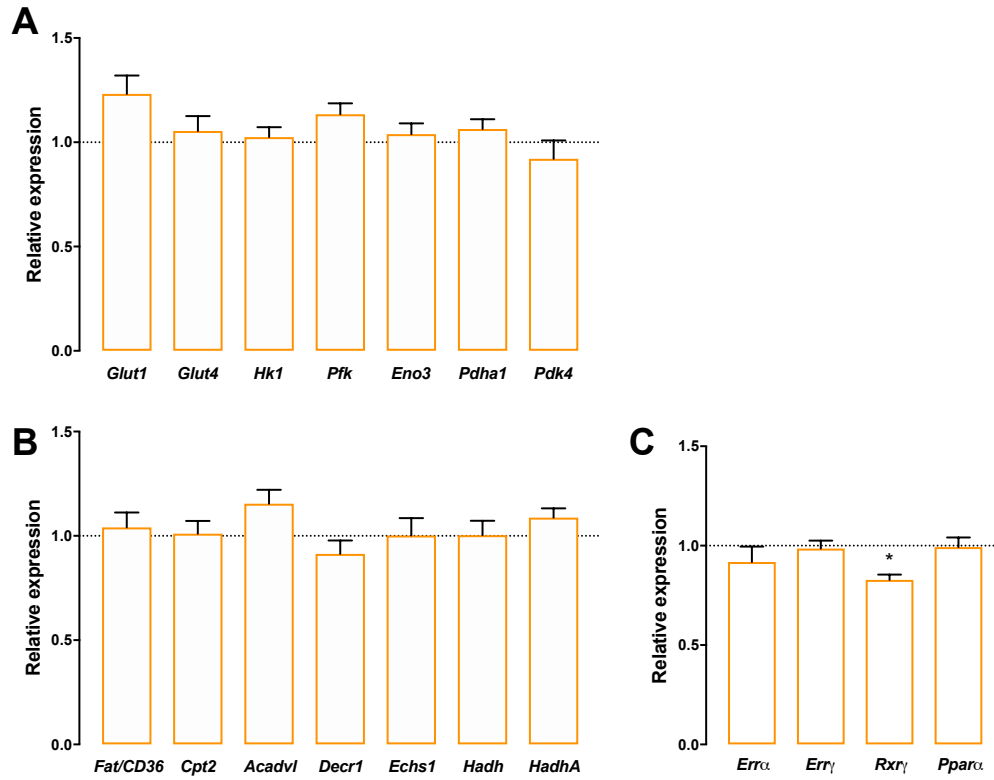 A
Relative expression
1.5
1.0
0.5
0.0
Glut1 Glut4 Hk1 Pfk Eno3 Pdha1 Pdk4
B
Relative expression
1.5
1.0
0.5
0.0
Fat/CD36 Cpt2 Acadvl Decr1 Echs1 Hadh HadhA
C
Relative expression
1.5
1.0
0.5
0.0
*
Errα Errγ Rxrγ Pparα